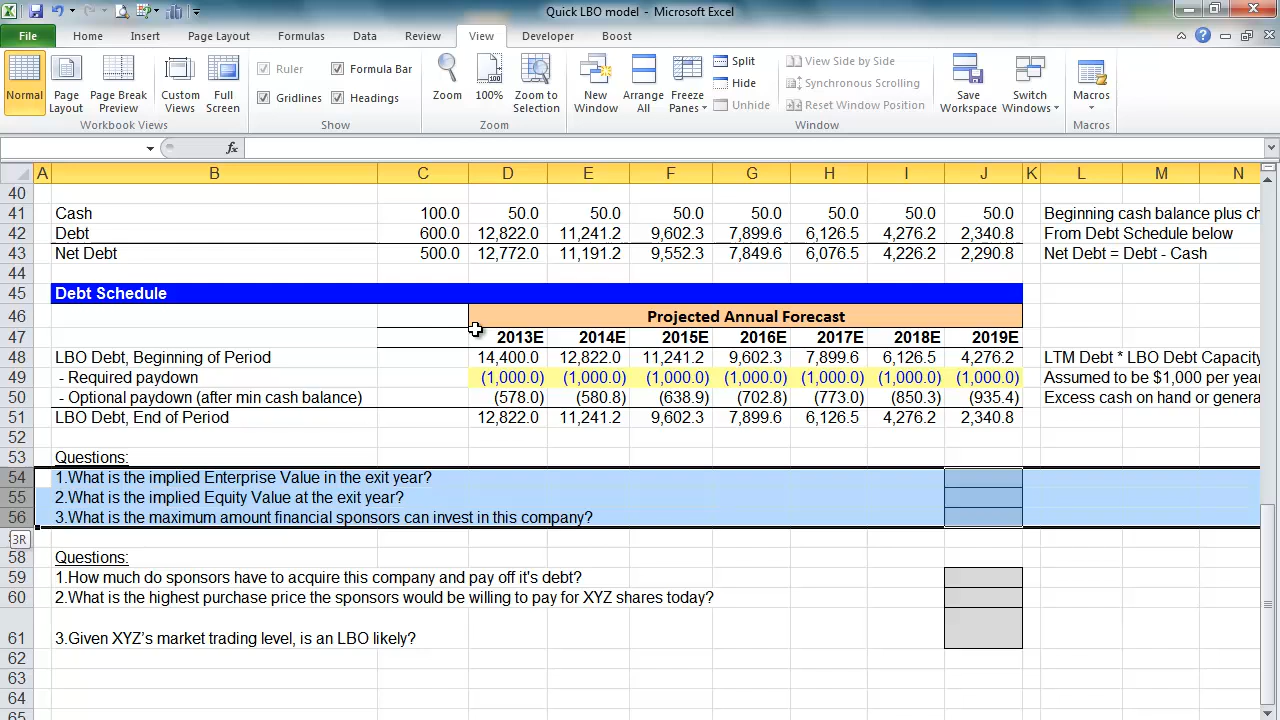 Quick LBO model - Microsoft Excel
File Home Insert Page Layout Formulas Data Review View Developer Boost
Normal Page Layout Page Break Preview Custom Views Full Screen
Workbook Views
Ruler Formula Bar
Gridlines Headings
Show
Zoom 100% Zoom to Selection
Zoom
New Window Arrange All Freeze Panes
Split
Hide
Unhide
View Side by Side
Synchronous Scrolling
Reset Window Position
Window
Save Workspace Switch Windows
Macros
Macros
fx
A B C D E F G H I J K L M N
40
41 Cash 100.0 50.0 50.0 50.0 50.0 50.0 50.0 50.0 Beginning cash balance plus ch
42 Debt 600.0 12,822.0 11,241.2 9,602.3 7,899.6 6,126.5 4,276.2 2,340.8 From Debt Schedule below
43 Net Debt 500.0 12,772.0 11,191.2 9,552.3 7,849.6 6,076.5 4,226.2 2,290.8 Net Debt = Debt - Cash
44
45 Debt Schedule
46 Projected Annual Forecast
47 2013E 2014E 2015E 2016E 2017E 2018E 2019E
48 LBO Debt, Beginning of Period 14,400.0 12,822.0 11,241.2 9,602.3 7,899.6 6,126.5 4,276.2 LTM Debt * LBO Debt Capacity
49 - Required paydown (1,000.0) (1,000.0) (1,000.0) (1,000.0) (1,000.0) (1,000.0) (1,000.0) Assumed to be $1,000 per year
50 - Optional paydown (after min cash balance) (578.0) (580.8) (638.9) (702.8) (773.0) (850.3) (935.4) Excess cash on hand or genera
51 LBO Debt, End of Period 12,822.0 11,241.2 9,602.3 7,899.6 6,126.5 4,276.2 2,340.8
52
53 Questions:
54 1.What is the implied Enterprise Value in the exit year?
55 2.What is the implied Equity Value at the exit year?
56 3.What is the maximum amount financial sponsors can invest in this company?
3R
58 Questions:
59 1.How much do sponsors have to acquire this company and pay off it's debt?
60 2.What is the highest purchase price the sponsors would be willing to pay for XYZ shares today?
61 3.Given XYZ's market trading level, is an LBO likely?
62
63
64
65